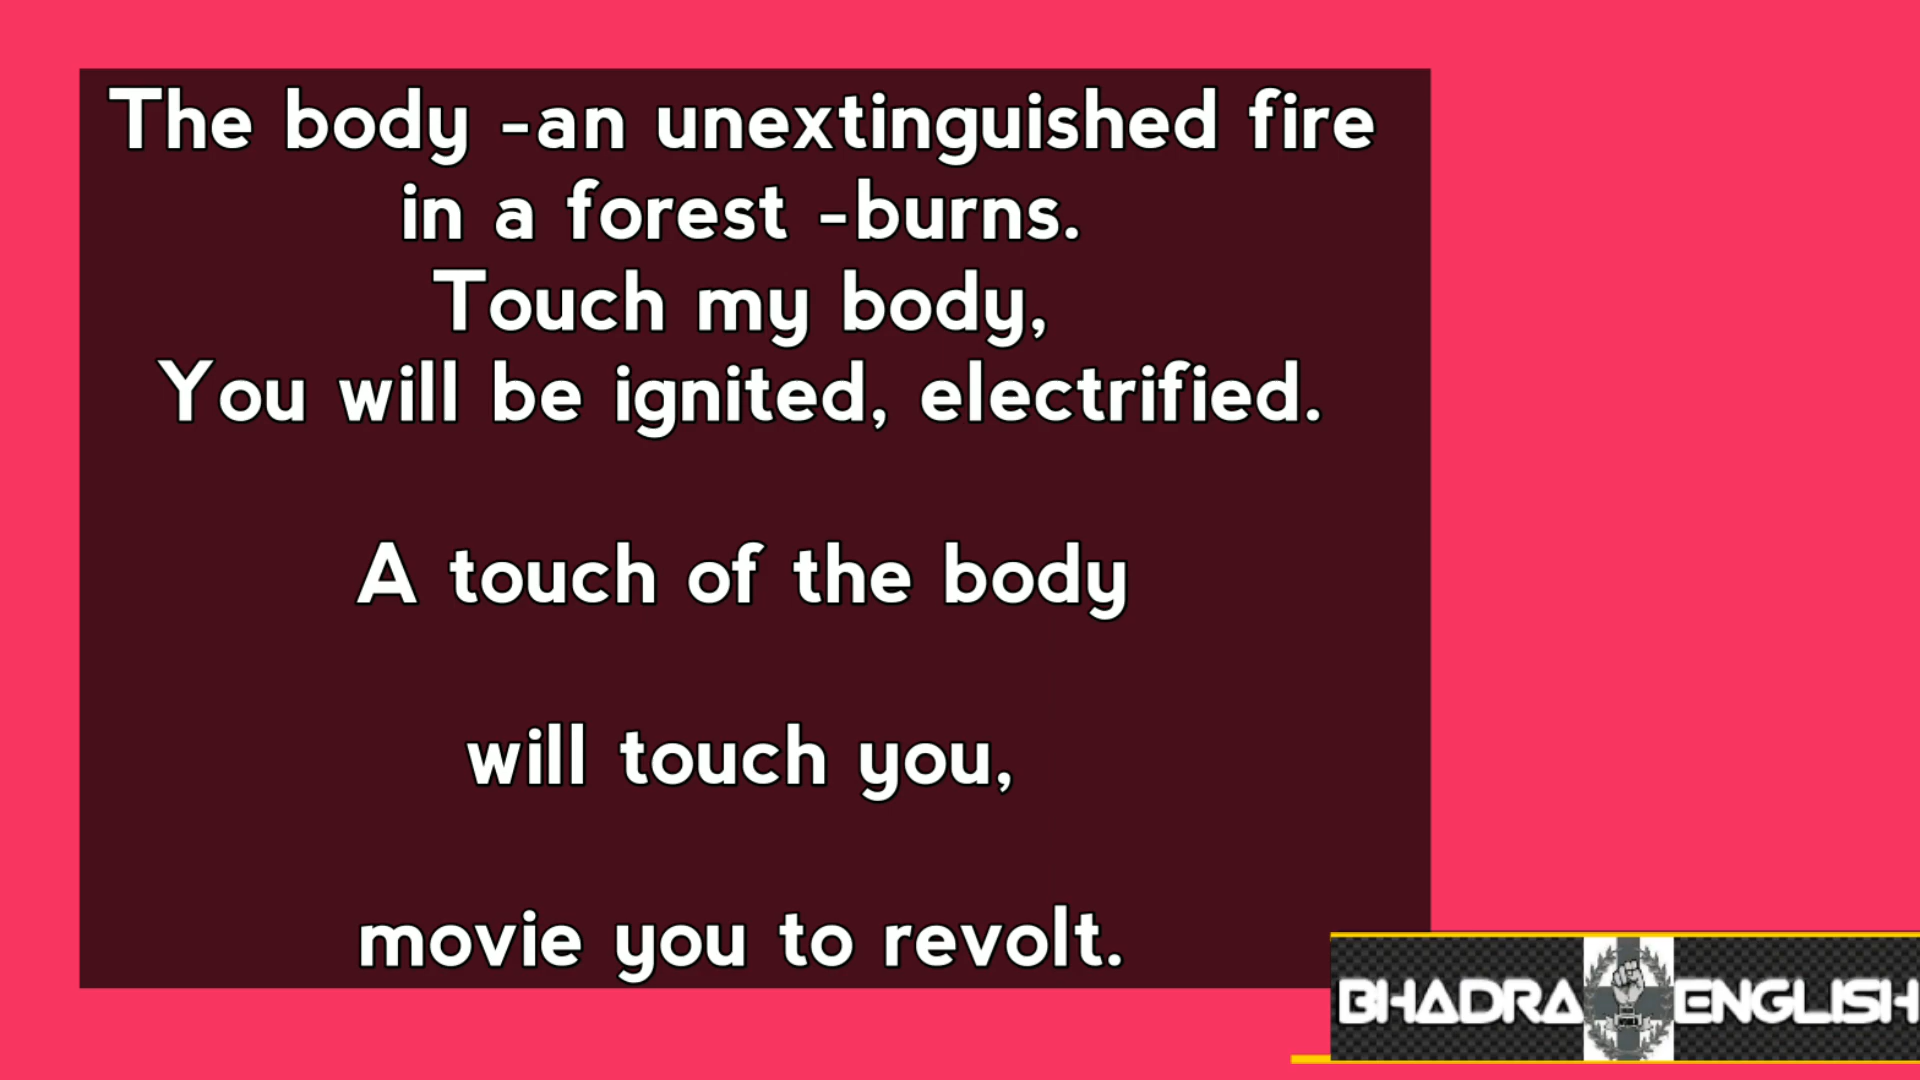 The body -an unextinguished fire
in a forest -burns.
Touch my body,
You will be ignited, electrified.
A touch of the body
will touch you,
movie you to revolt.
BHADRA ENGLISH